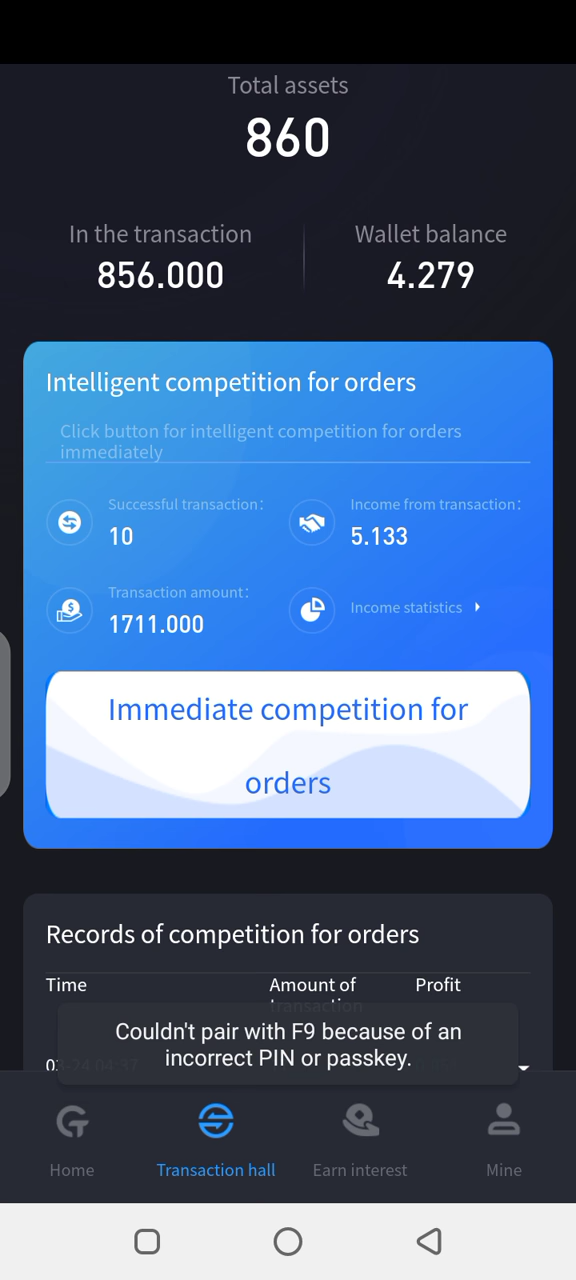 Total assets
860
In the transaction
Wallet balance
856.000
4.279
Intelligent competition for orders
Click button for intelligent competition for orders
immediately
Successful transaction:
Income from transaction:
10
5.133
Transaction amount:
Income statistics
1711.000
Immediate competition for
orders
Records of competition for orders
Time
Amount of
Profit
transaction
Couldn't pair with F9 because of an
incorrect PIN or passkey.
Home
Transaction hall
Earn interest
Mine